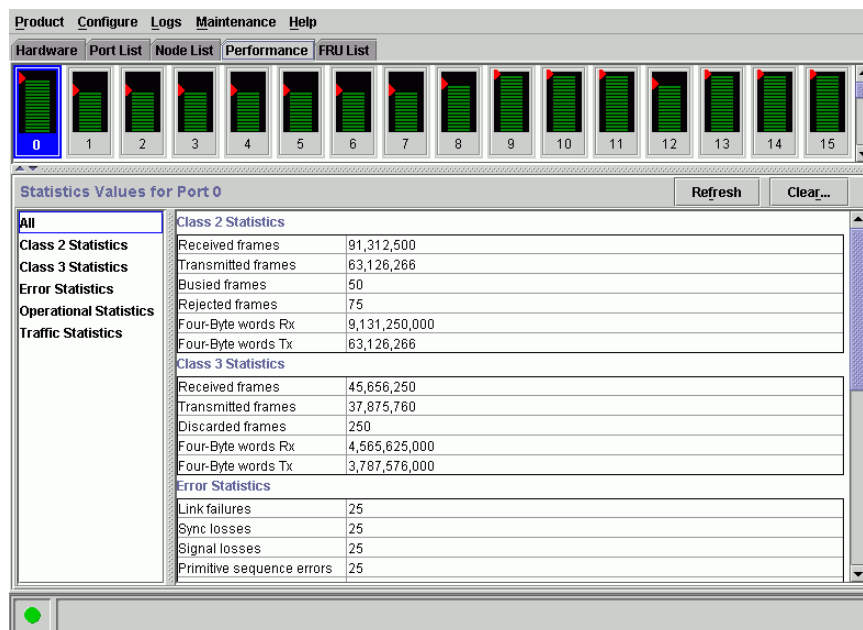 Product Configure Logs Maintenance Help
Hardware Port List Node List Performance FRU List
0 1 2 3 4 5 6 7 8 9 10 11 12 13 14 15
Statistics Values for Port 0 Refresh Clear...
All
Class 2 Statistics
Class 3 Statistics
Error Statistics
Operational Statistics
Traffic Statistics
Class 2 Statistics
Received frames 91,312,500
Transmitted frames 63,126,266
Busied frames 50
Rejected frames 75
Four-Byte words Rx 9,131,250,000
Four-Byte words Tx 63,126,266
Class 3 Statistics
Received frames 45,656,250
Transmitted frames 37,875,760
Discarded frames 250
Four-Byte words Rx 4,565,625,000
Four-Byte words Tx 3,787,576,000
Error Statistics
Link failures 25
Sync losses 25
Signal losses 25
Primitive sequence errors 25